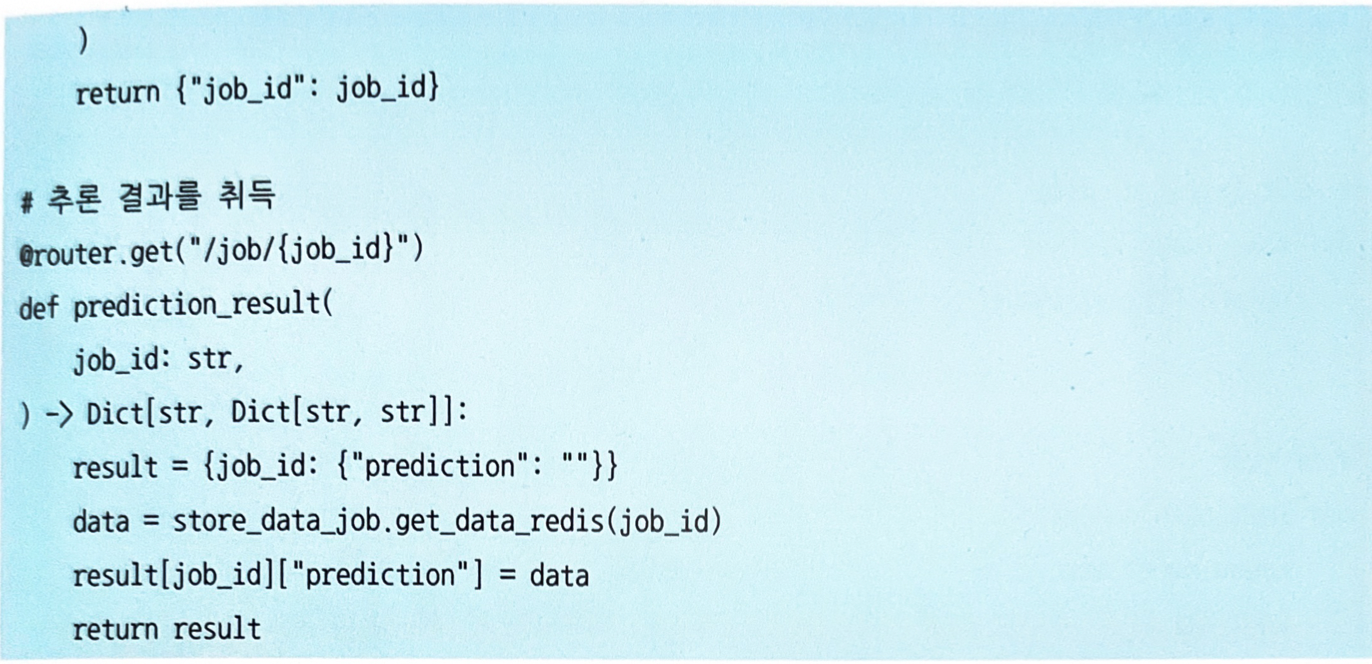 )
    return {"job_id": job_id}

# 추론 결과를 취득
@router.get("/job/{job_id}")
def prediction_result(
    job_id: str,
) -> Dict[str, Dict[str, str]]:
    result = {job_id: {"prediction": ""}}
    data = store_data_job.get_data_redis(job_id)
    result[job_id]["prediction"] = data
    return result